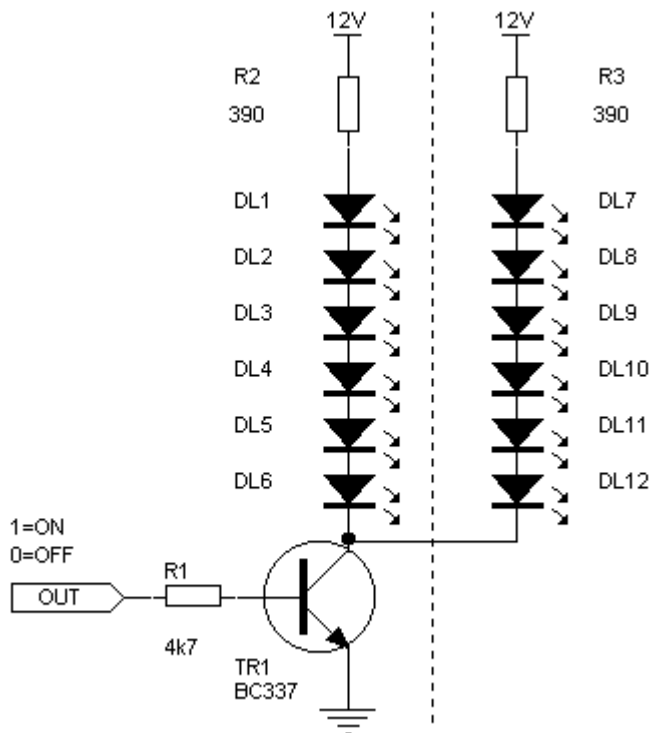 12V
12V
R2
390
R3
390
DL1
DL7
DL2
DL8
DL3
DL9
DL4
DL10
DL5
DL11
DL6
DL12
1=ON
0=OFF
OUT
R1
4k7
TR1
BC337